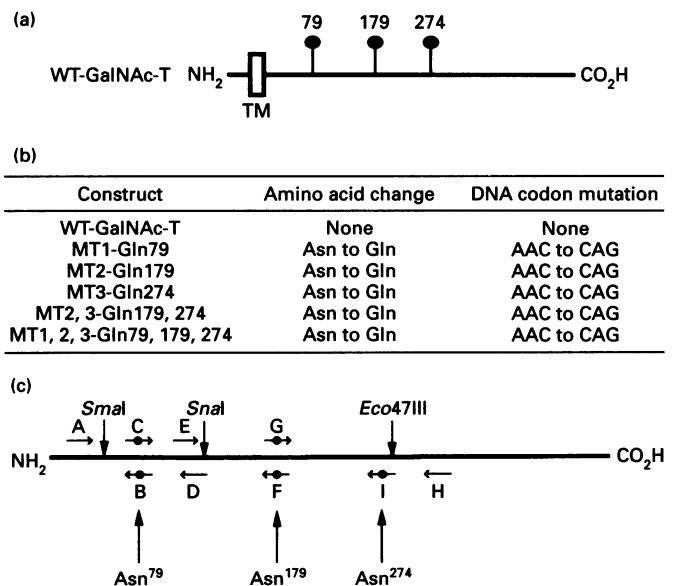 (a)
79 179 274
WT-GalNAc-T NH2 CO2H
TM
(b)
Construct Amino acid change DNA codon mutation
WT-GalNAc-T None None
MT1-Gln79 Asn to Gln AAC to CAG
MT2-Gln179 Asn to Gln AAC to CAG
MT3-Gln274 Asn to Gln AAC to CAG
MT2, 3-Gln179, 274 Asn to Gln AAC to CAG
MT1, 2, 3-Gln79, 179, 274 Asn to Gln AAC to CAG
(c)
SmaI SnaI Eco47III
A C E G
NH2 CO2H
B D F I H
Asn79 Asn179 Asn274